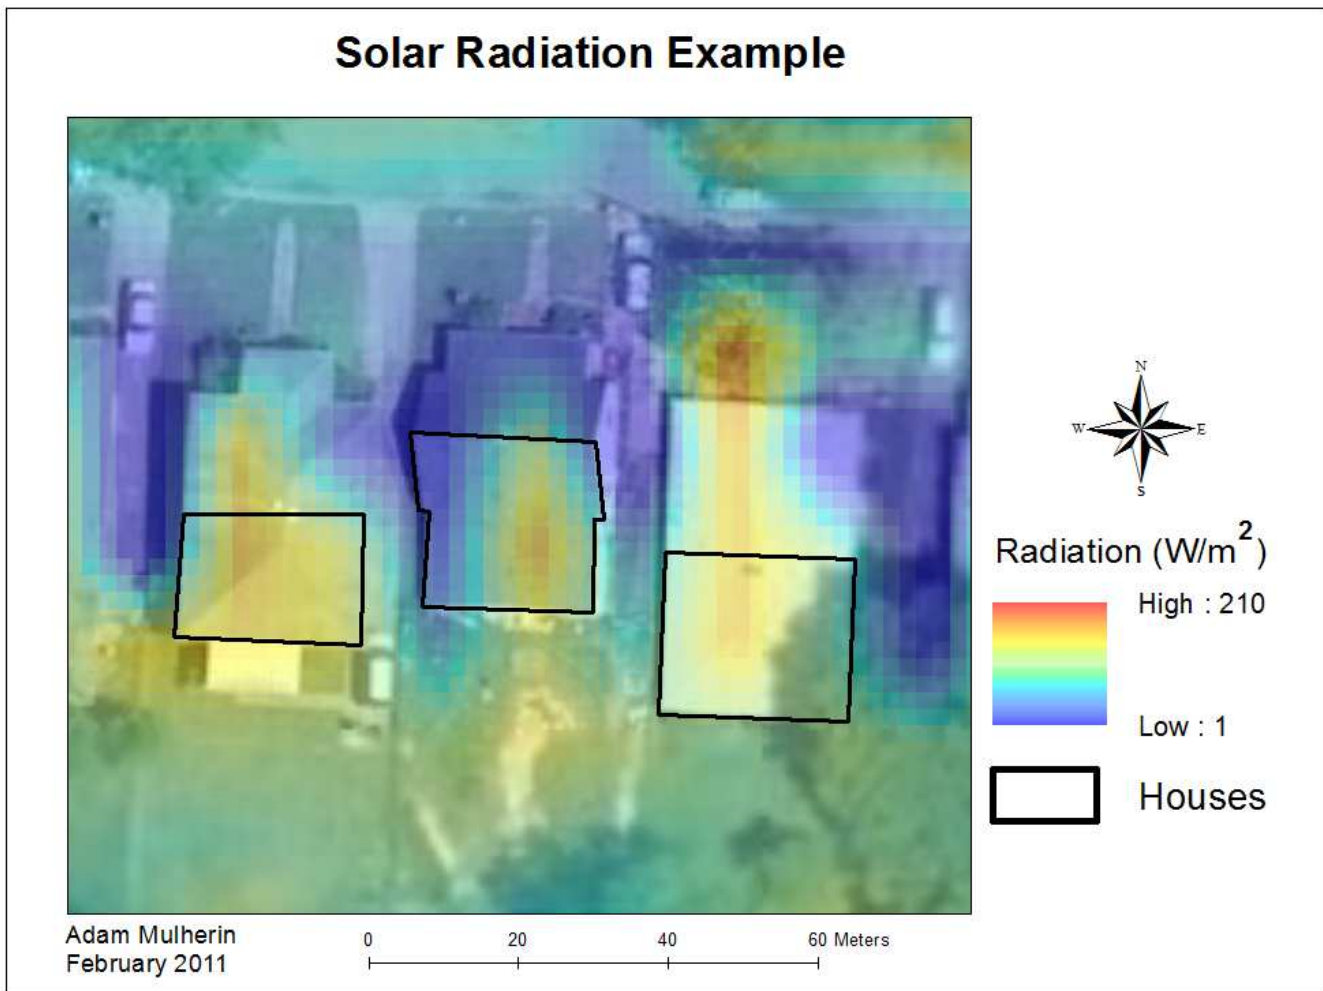 Solar Radiation Example
N
W E
S
Radiation (W/m²)
High : 210
Low : 1
Houses
Adam Mulherin
February 2011
0 20 40 60 Meters